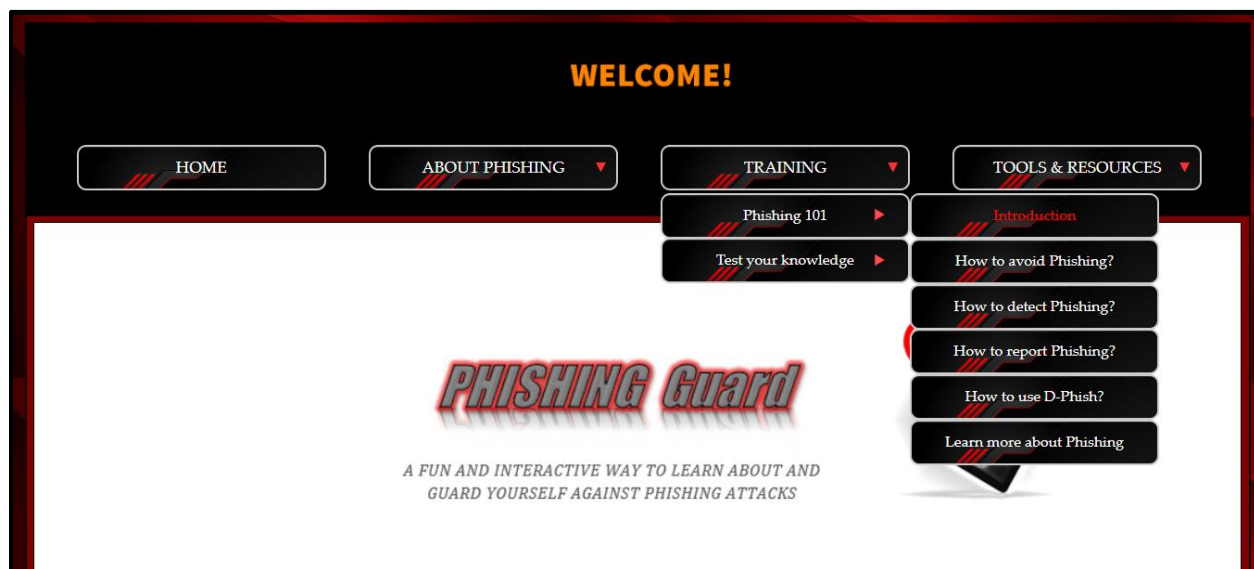 WELCOME!
HOME
ABOUT PHISHING
TRAINING
TOOLS & RESOURCES
Phishing 101
Test your knowledge
Introduction
How to avoid Phishing?
How to detect Phishing?
How to report Phishing?
How to use D-Phish?
Learn more about Phishing
PHISHING Guard
A FUN AND INTERACTIVE WAY TO LEARN ABOUT AND
GUARD YOURSELF AGAINST PHISHING ATTACKS